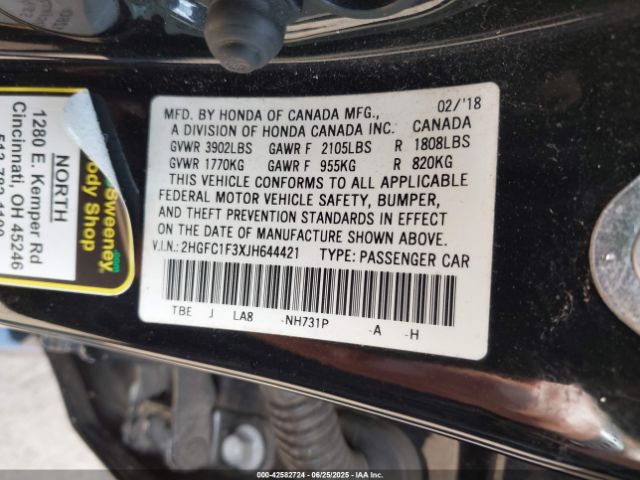 MFD. BY HONDA OF CANADA MFG., 02/'18
A DIVISION OF HONDA CANADA INC. CANADA
GVWR 3902LBS GAWR F 2105LBS R 1808LBS
GVWR 1770KG GAWR F 955KG R 820KG
THIS VEHICLE CONFORMS TO ALL APPLICABLE
FEDERAL MOTOR VEHICLE SAFETY, BUMPER,
AND THEFT PREVENTION STANDARDS IN EFFECT
ON THE DATE OF MANUFACTURE SHOWN ABOVE.
V.I.N.: 2HGFC1F3XJH644421 TYPE: PASSENGER CAR
TBE J LA8 -NH731P -A -H
Sweeney.com
Body Shop
NORTH
1280 E. Kemper Rd
Cincinnati, OH 45246
000-42582724 - 06/25/2025 - IAA Inc.